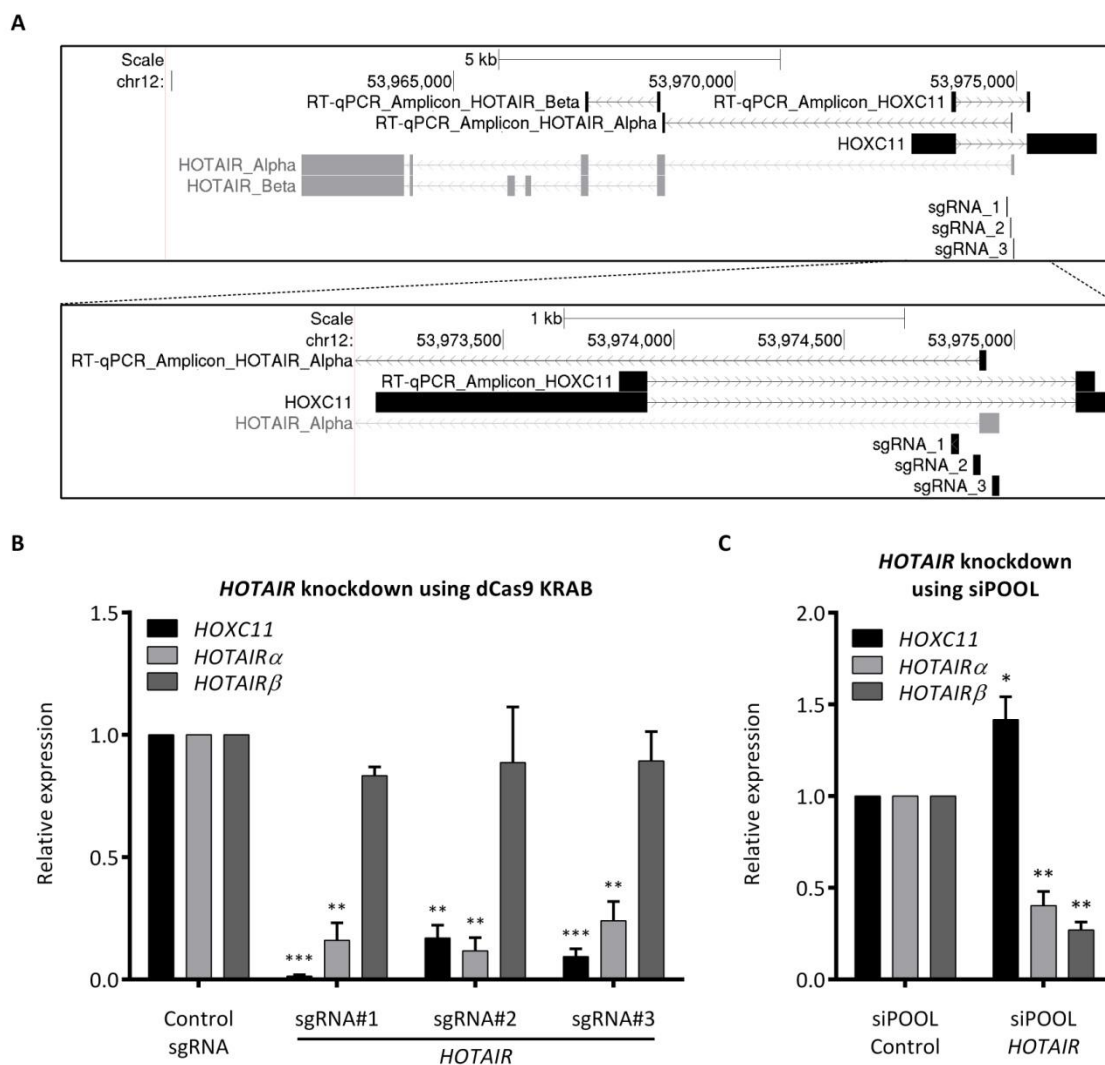 A
Scale
5 kb
chr12:
53,965,000
53,970,000
53,975,000
RT-qPCR_Amplicon_HOTAIR_Beta
RT-qPCR_Amplicon_HOXC11
RT-qPCR_Amplicon_HOTAIR_Alpha
HOXC11
HOTAIR_Alpha
HOTAIR_Beta
sgRNA_1
sgRNA_2
sgRNA_3
Scale
1 kb
chr12:
53,973,500
53,974,000
53,974,500
53,975,000
RT-qPCR_Amplicon_HOTAIR_Alpha
RT-qPCR_Amplicon_HOXC11
HOXC11
HOTAIR_Alpha
sgRNA_1
sgRNA_2
sgRNA_3
B
HOTAIR knockdown using dCas9 KRAB
1.5
1.0
0.5
0.0
Relative expression
HOXC11
HOTAIRα
HOTAIRβ
***
**
**
**
***
**
Control
sgRNA
sgRNA#1
sgRNA#2
sgRNA#3
HOTAIR
C
HOTAIR knockdown
using siPOOL
2.0
1.5
1.0
0.5
0.0
Relative expression
HOXC11
HOTAIRα
HOTAIRβ
*
**
**
siPOOL
Control
siPOOL
HOTAIR